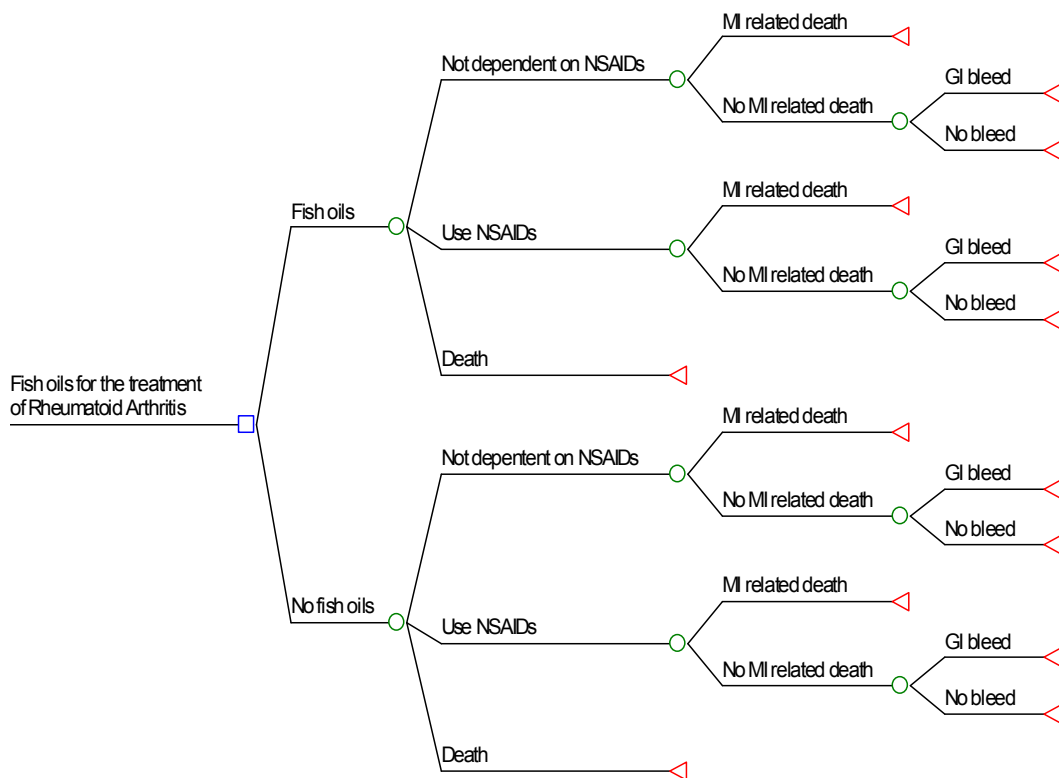 MI related death
Not dependent on NSAIDs
GI bleed
No MI related death
No bleed
MI related death
Fish oils
Use NSAIDs
GI bleed
No MI related death
No bleed
Death
Fish oils for the treatment
of Rheumatoid Arthritis
MI related death
Not depentent on NSAIDs
GI bleed
No MI related death
No bleed
MI related death
No fish oils
Use NSAIDs
GI bleed
No MI related death
No bleed
Death